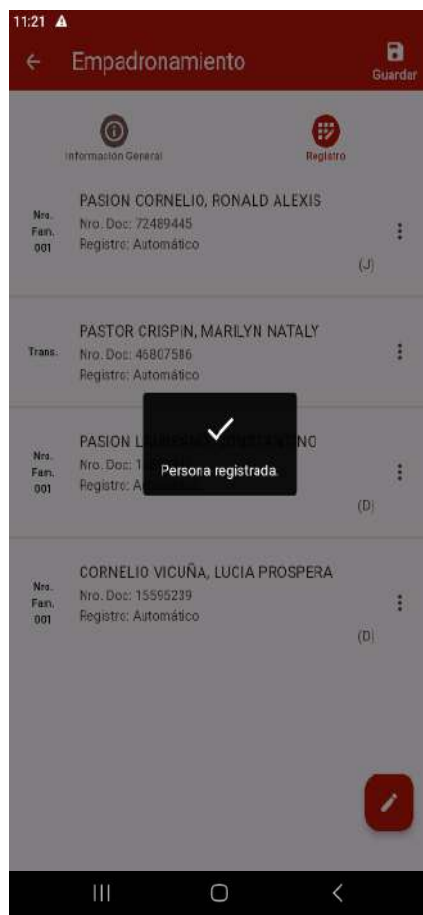 11:21
Empadronamiento
Guardar
Información General
Registro
PASION CORNELIO, RONALD ALEXIS
Nro. Fam. 001
Nro. Doc: 72489445
Registro: Automático
(J)
PASTOR CRISPIN, MARILYN NATALY
Trans.
Nro. Doc: 45807586
Registro: Automático
PASION
Nro. Fam. 001
Nro. Doc: 1
Persona registrada.
(D)
CORNELIO VICUÑA, LUCIA PROSPERA
Nro. Fam. 001
Nro. Doc: 15595239
Registro: Automático
(D)